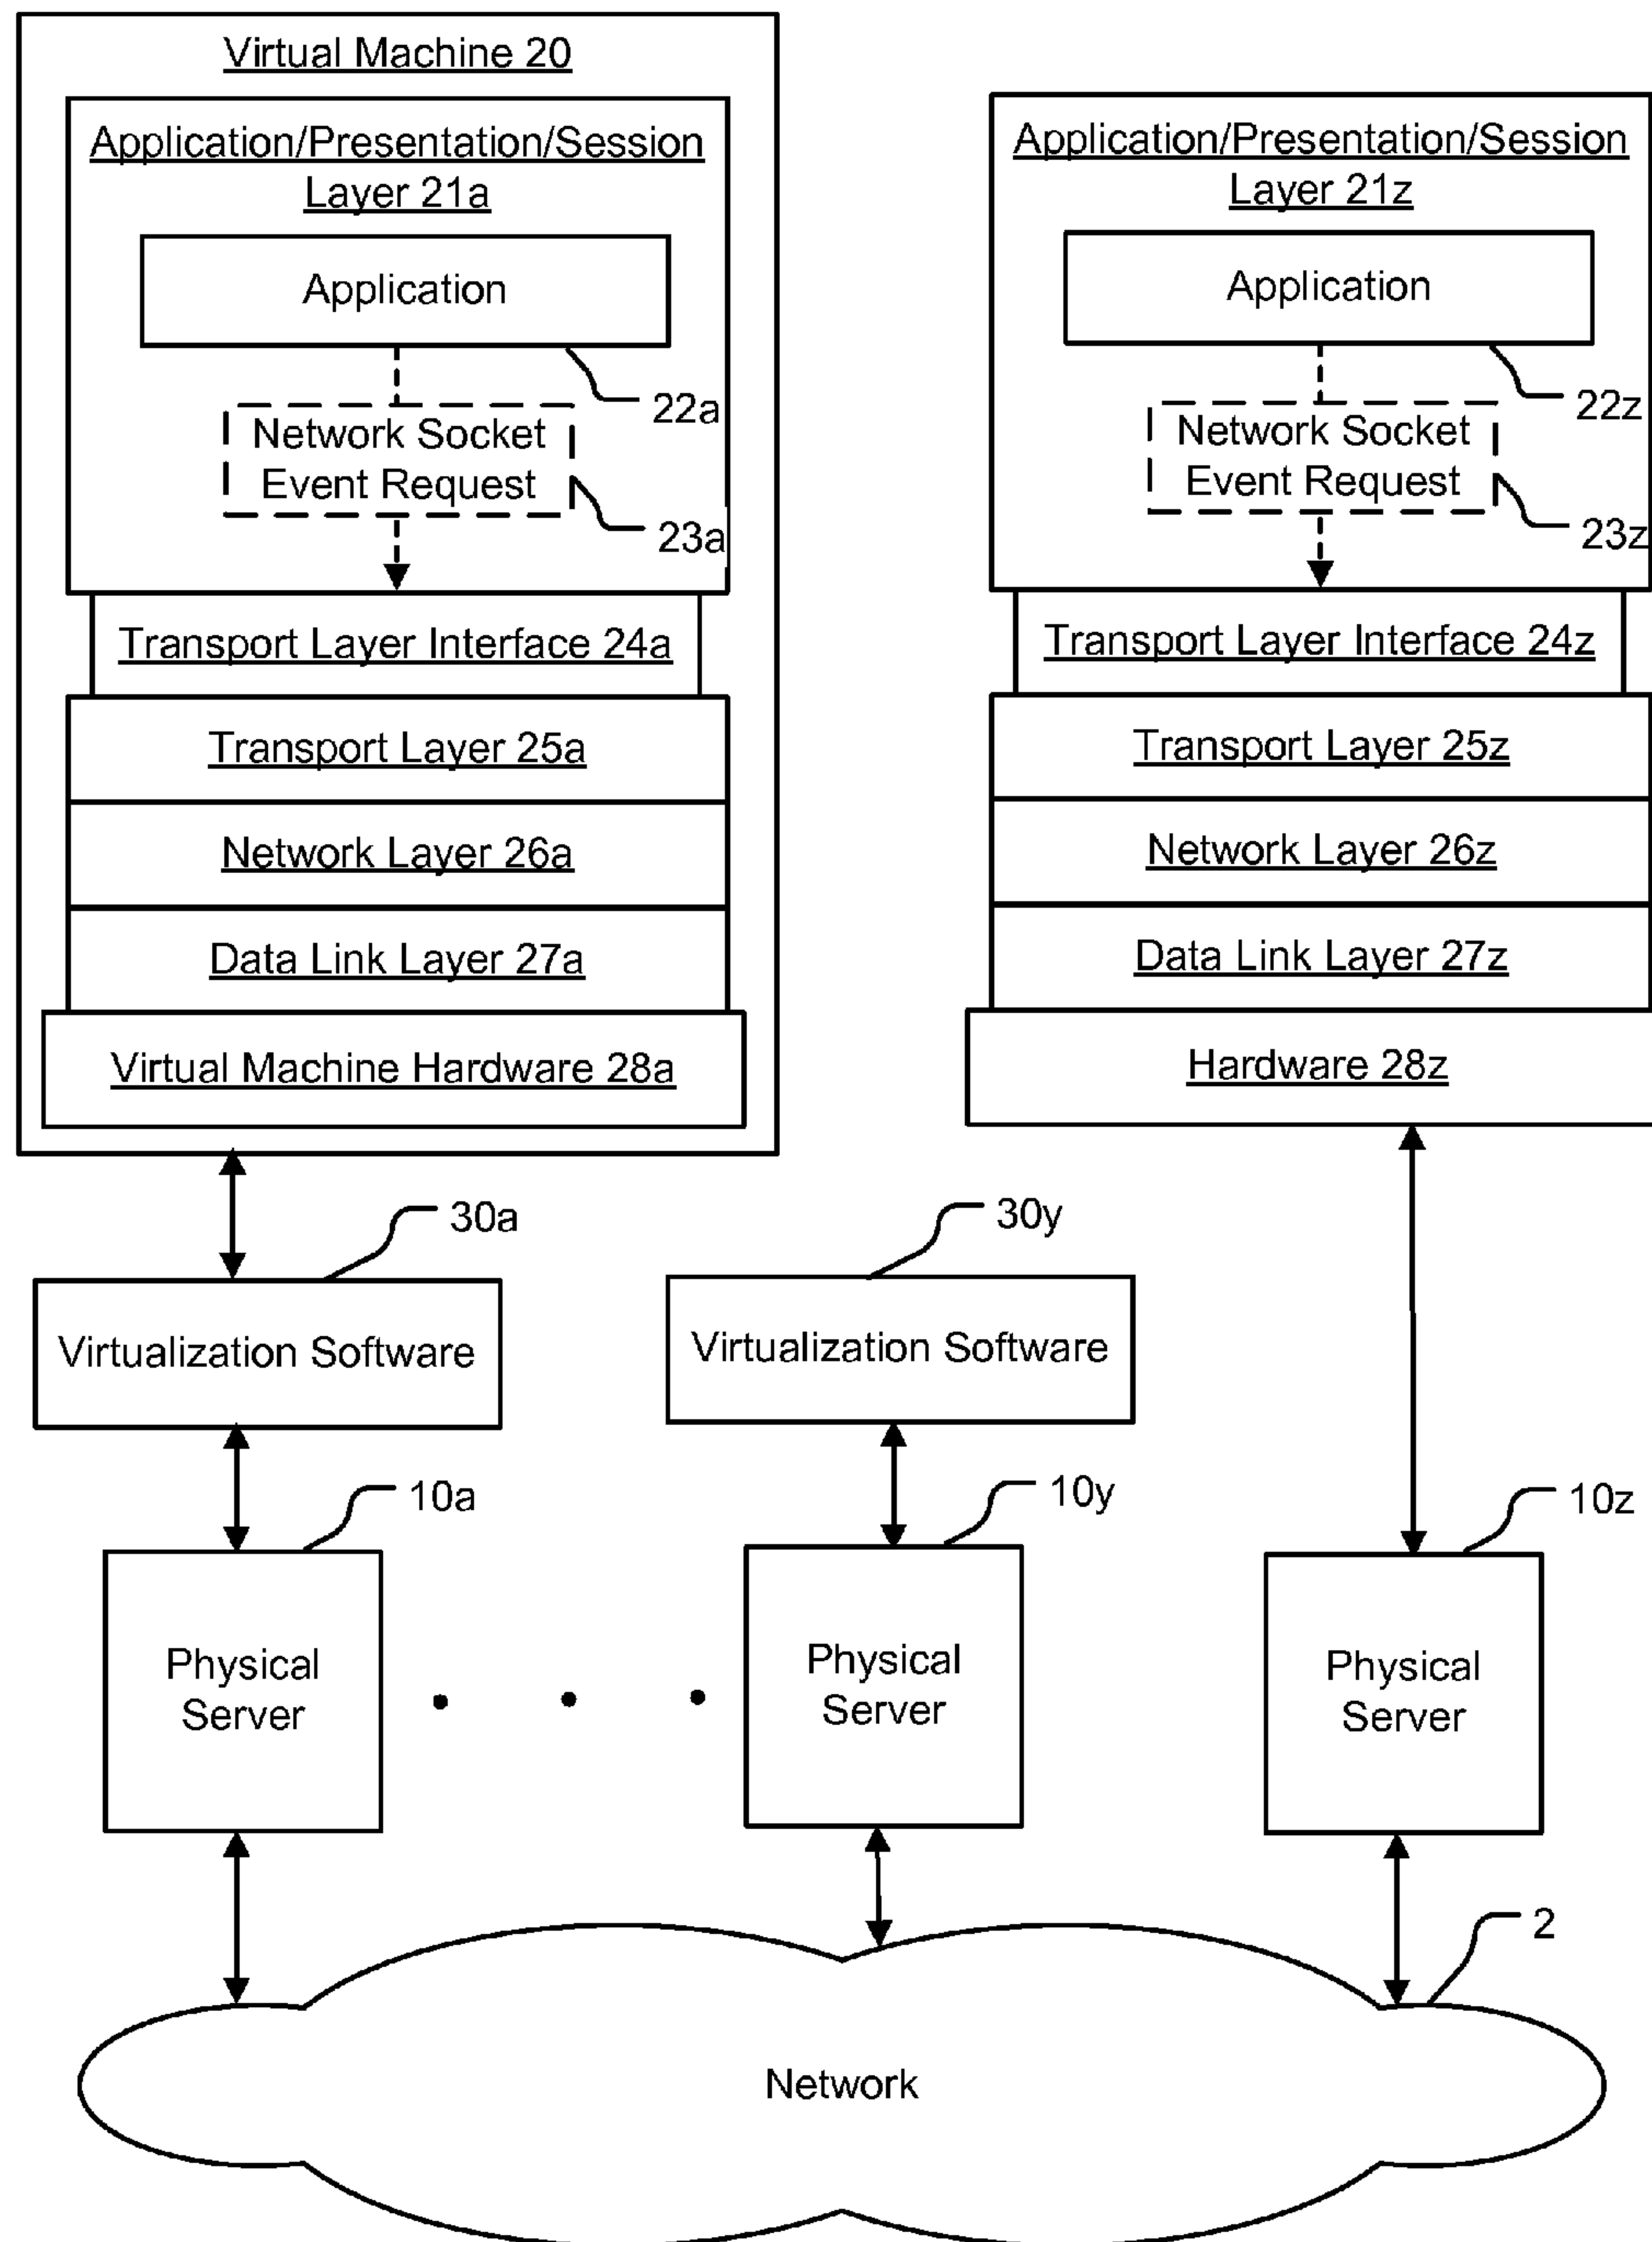 Virtual Machine 20
Application/Presentation/Session
Layer 21a
Application
22a
Network Socket
Event Request
23a
Transport Layer Interface 24a
Transport Layer 25a
Network Layer 26a
Data Link Layer 27a
Virtual Machine Hardware 28a
Application/Presentation/Session
Layer 21z
Application
22z
Network Socket
Event Request
23z
Transport Layer Interface 24z
Transport Layer 25z
Network Layer 26z
Data Link Layer 27z
Hardware 28z
30a
Virtualization Software
30y
Virtualization Software
10a
Physical
Server
10y
Physical
Server
10z
Physical
Server
2
Network